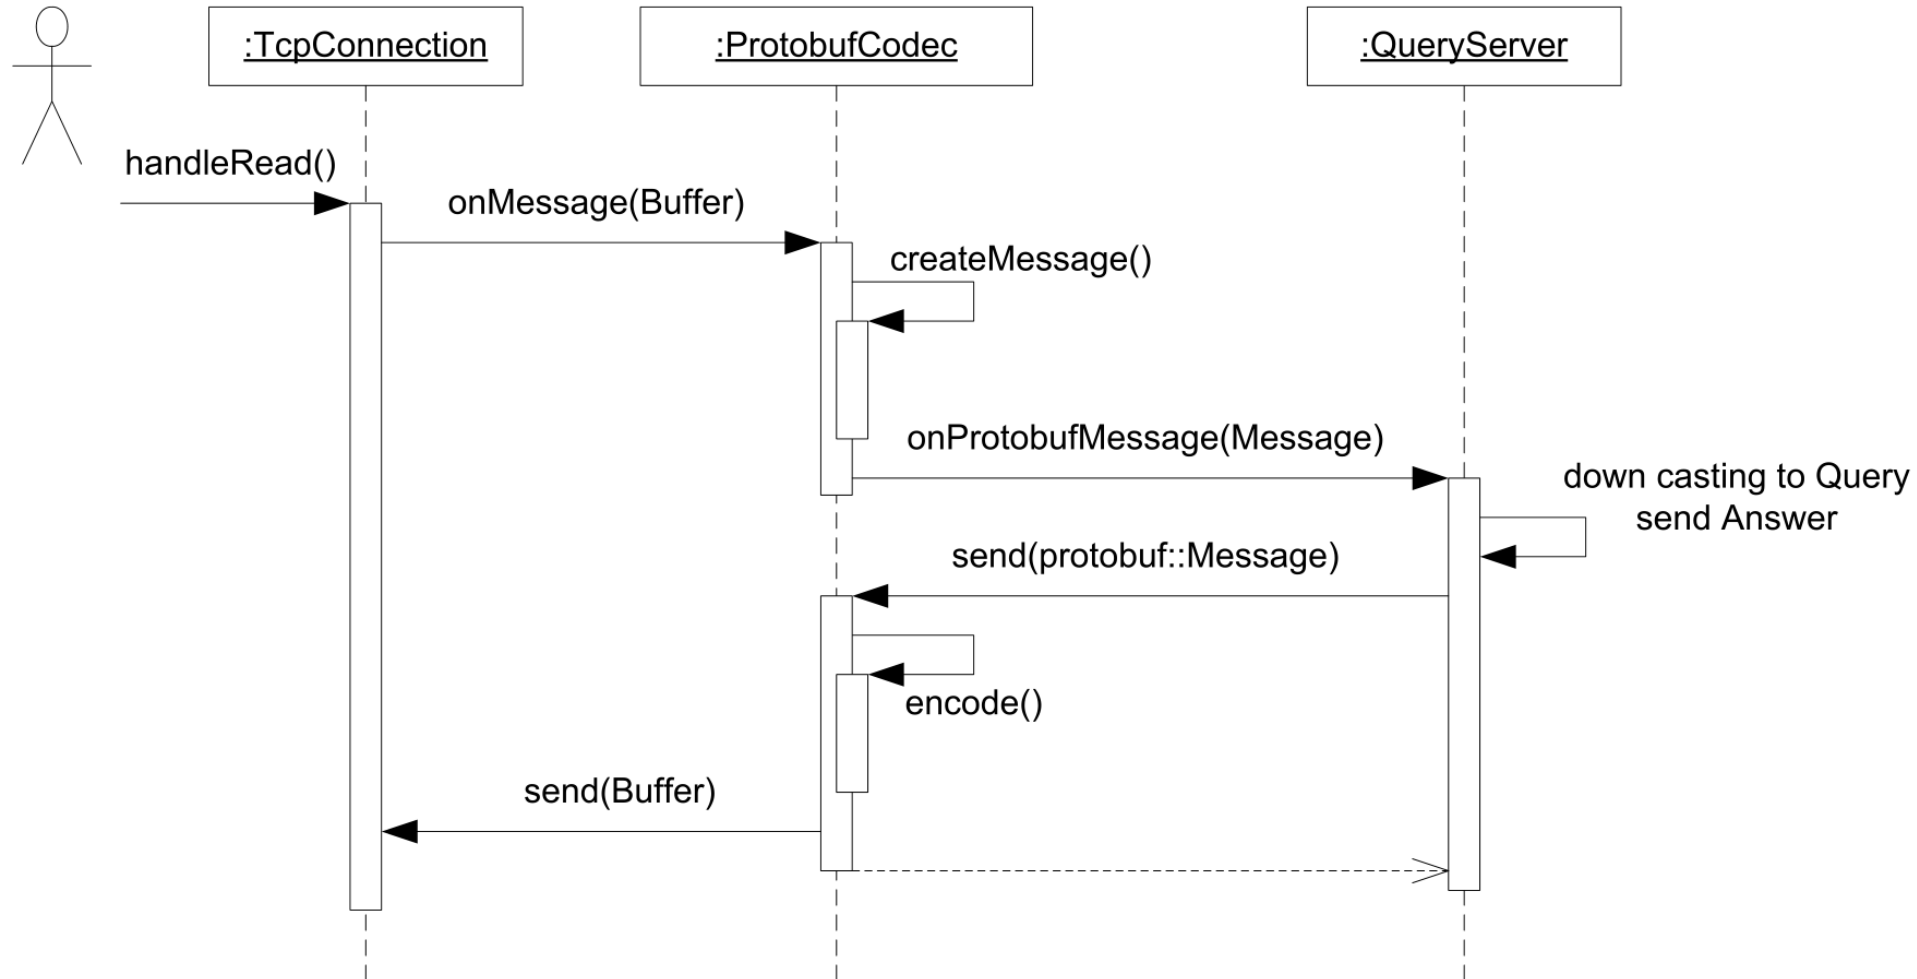 :TcpConnection
:ProtobufCodec
:QueryServer
handleRead()
onMessage(Buffer)
createMessage()
onProtobufMessage(Message)
down casting to Query
send Answer
send(protobuf::Message)
encode()
send(Buffer)